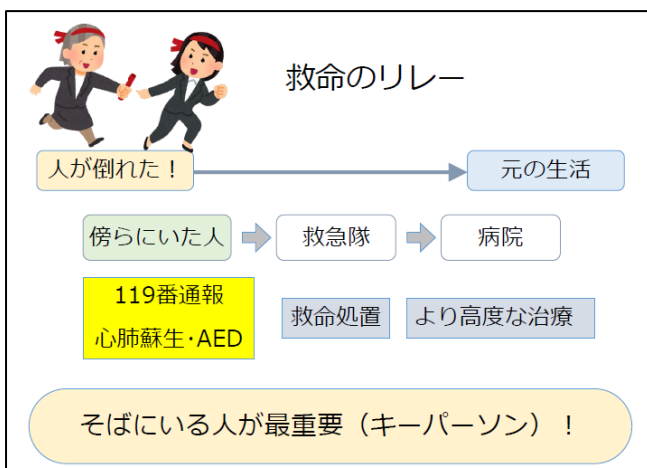 救命のリレー
人が倒れた！
元の生活
傍らにいた人
救急隊
病院
119番通報
心肺蘇生・AED
救命処置
より高度な治療
そばにいる人が最重要（キーパーソン）！